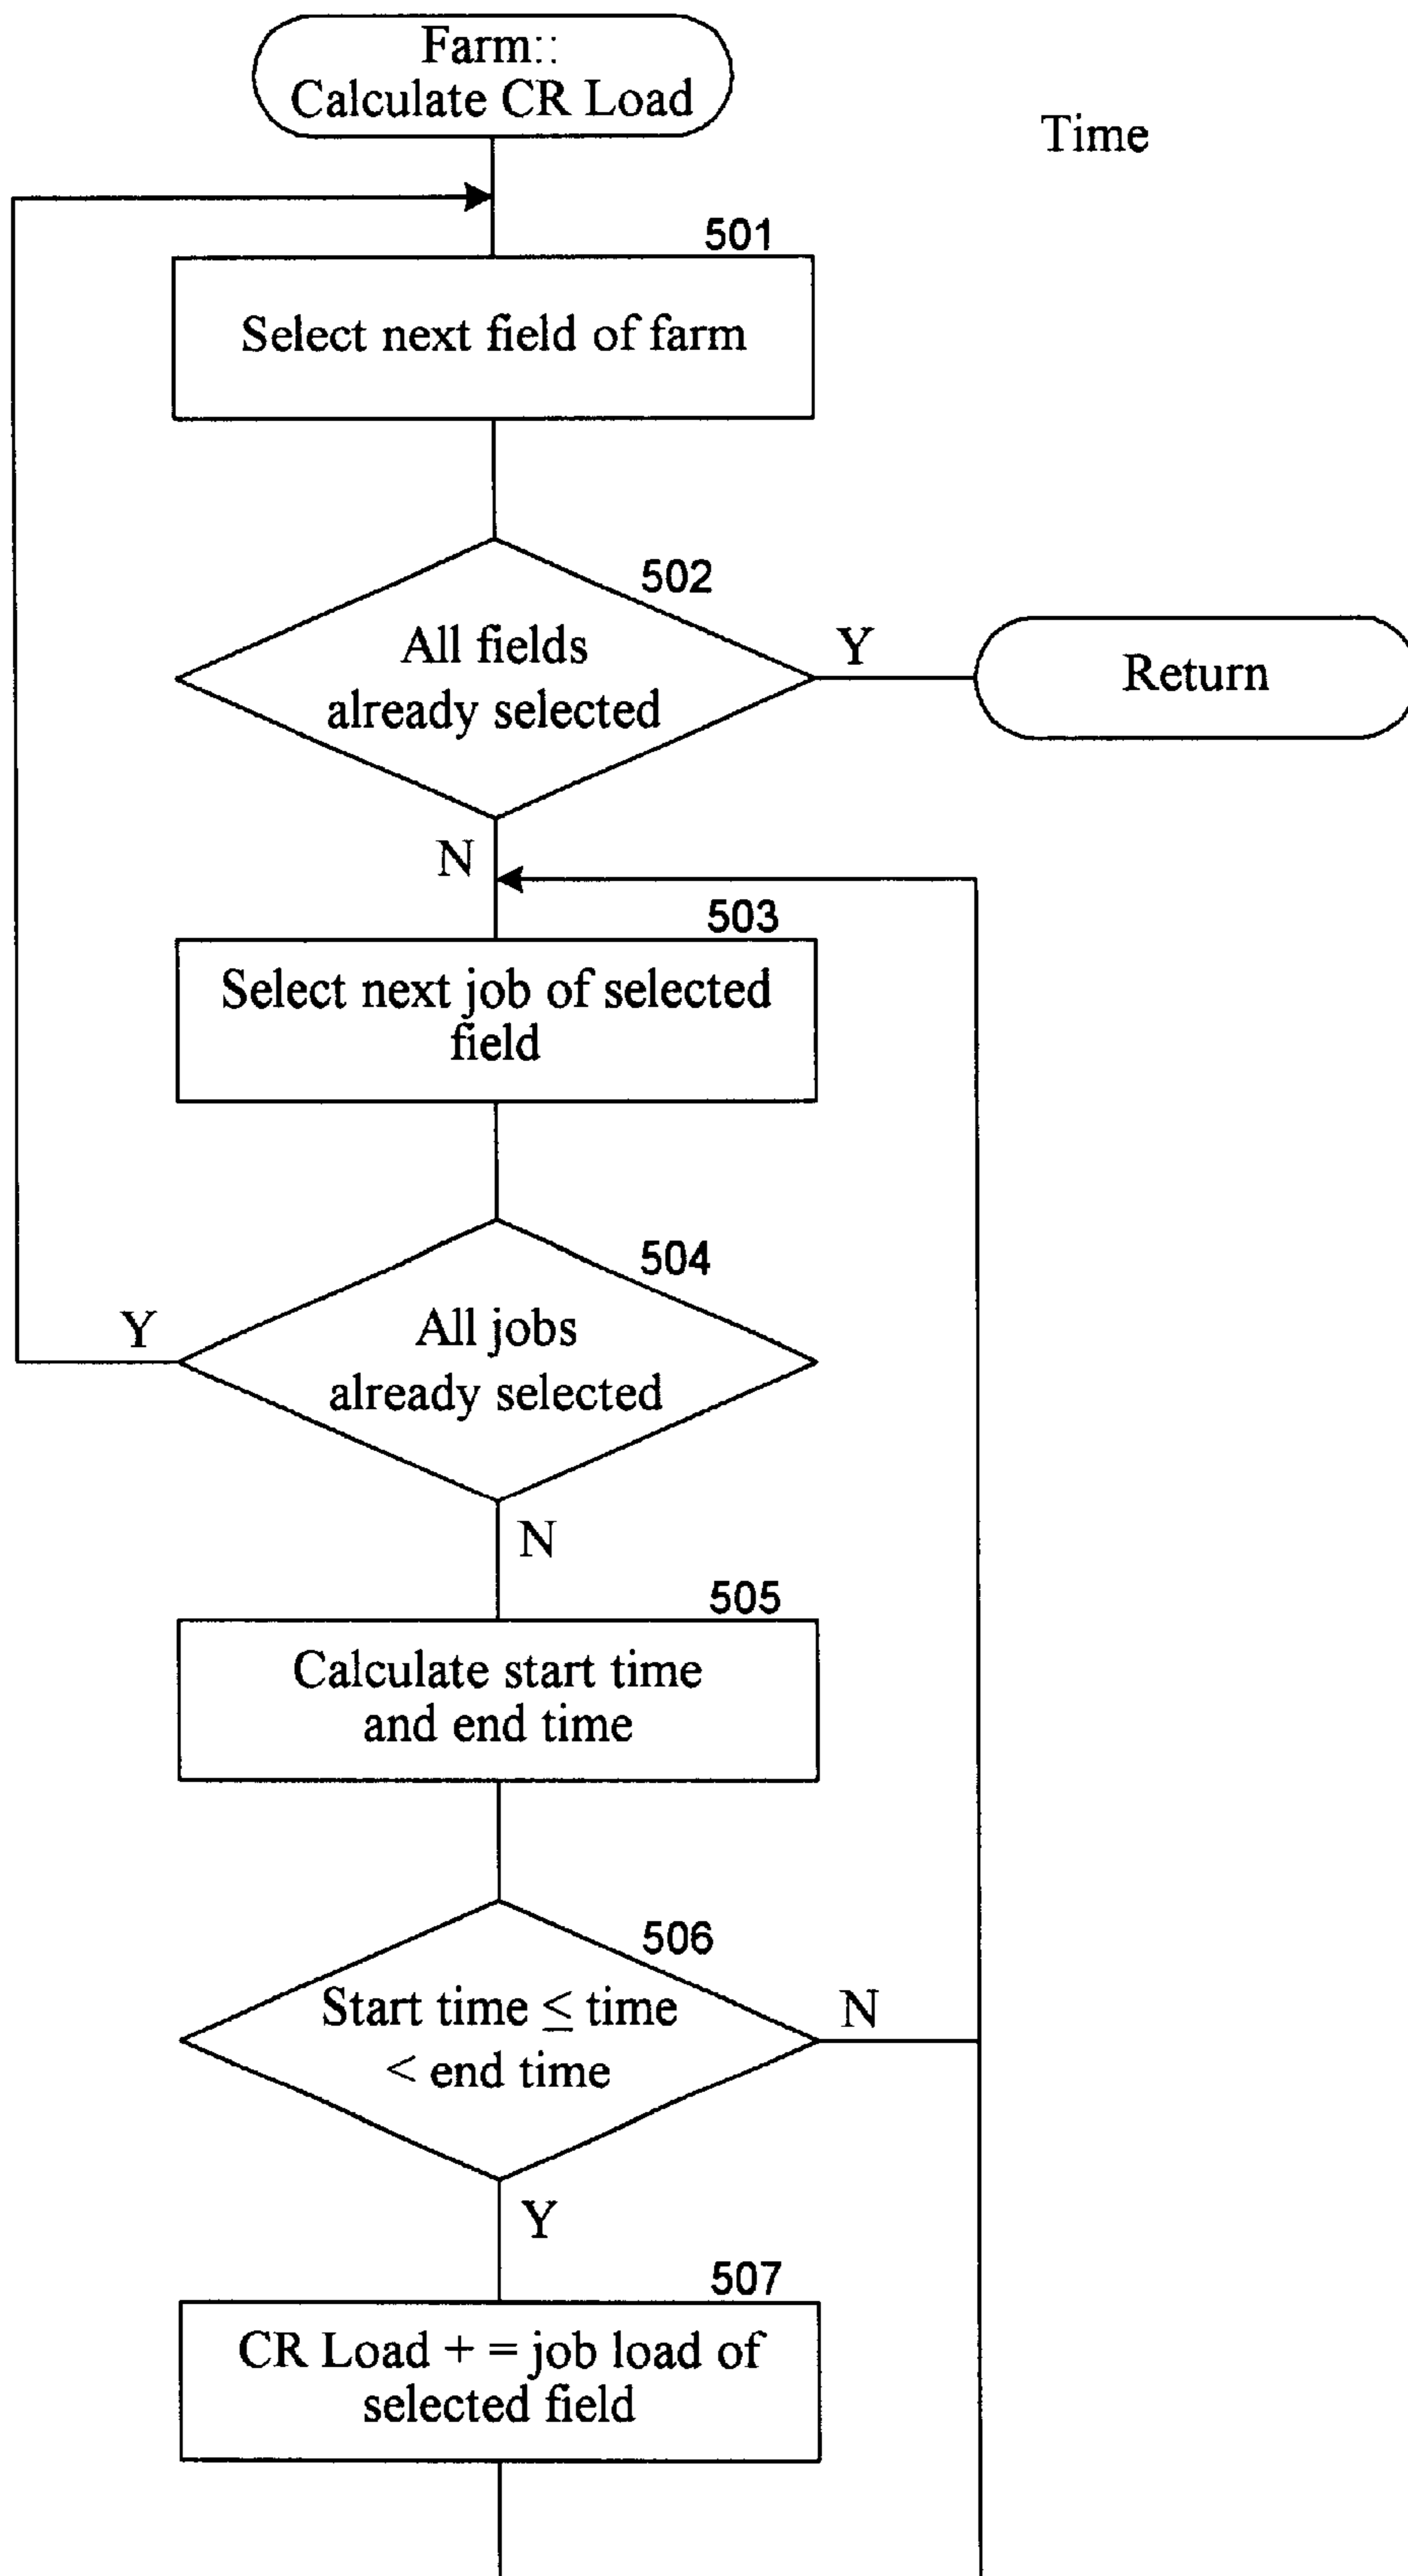 Farm::
Calculate CR Load
Time
501
Select next field of farm
502
All fields
already selected
Y
Return
N
503
Select next job of selected
field
504
All jobs
already selected
Y
N
505
Calculate start time
and end time
506
Start time ≤ time
< end time
N
Y
507
CR Load + = job load of
selected field